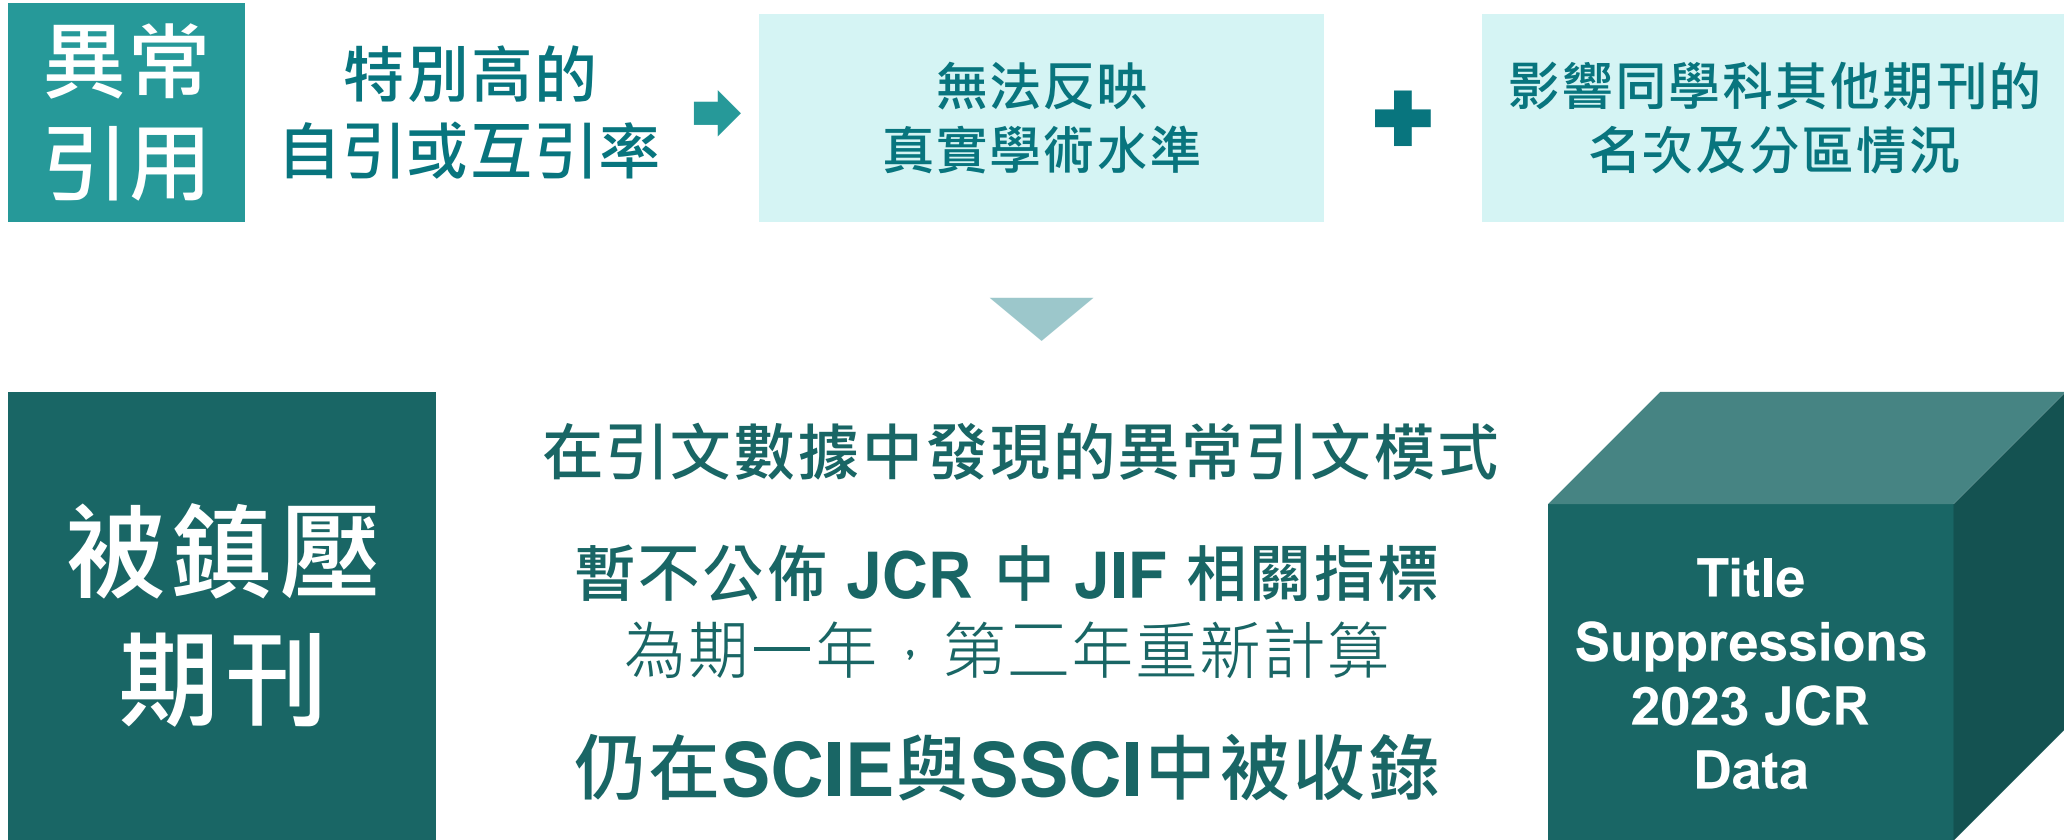 異常
引用
特別高的
自引或互引率
無法反映
真實學術水準
影響同學科其他期刊的
名次及分區情況
被鎮壓
期刊
在引文數據中發現的異常引文模式
暫不公佈 JCR 中 JIF 相關指標
為期一年，第二年重新計算
仍在SCIE與SSCI中被收錄
Title
Suppressions
2023 JCR
Data